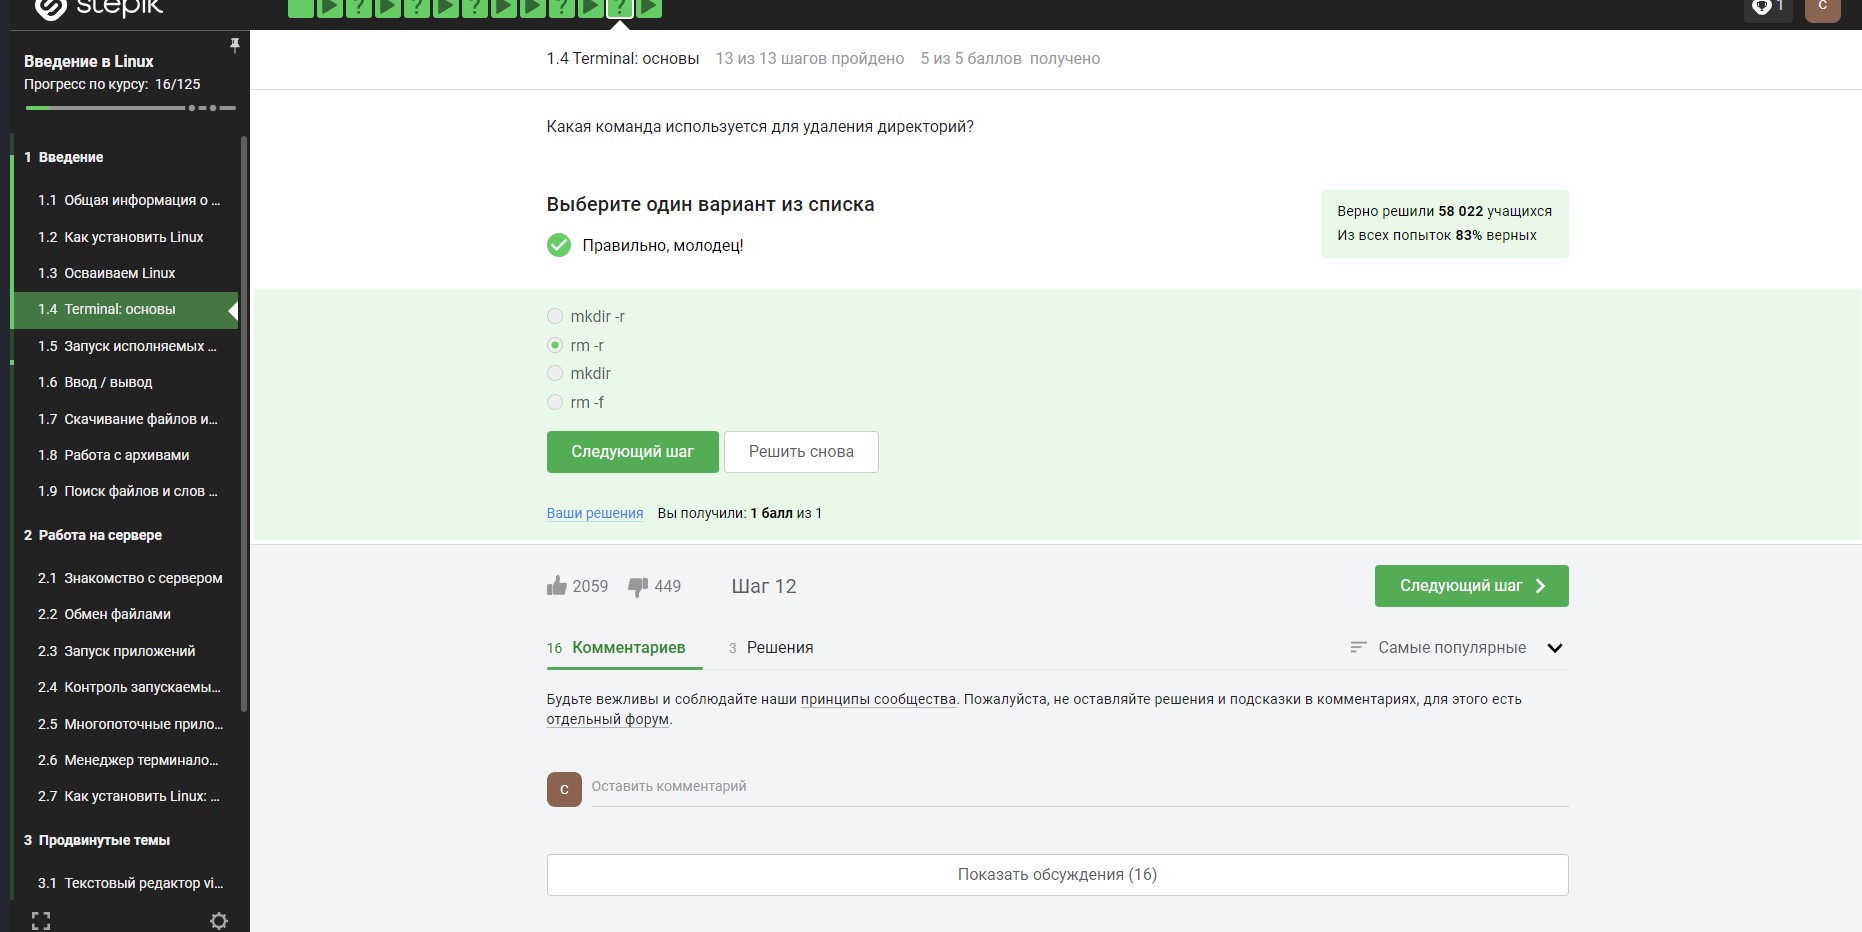 stepik
? ? ? ? ?
1
C
Введение в Linux
Прогресс по курсу: 16/125
1 Введение
1.1 Общая информация о ...
1.2 Как установить Linux
1.3 Осваиваем Linux
1.4 Terminal: основы
1.5 Запуск исполняемых ...
1.6 Ввод / вывод
1.7 Скачивание файлов и...
1.8 Работа с архивами
1.9 Поиск файлов и слов ...
2 Работа на сервере
2.1 Знакомство с сервером
2.2 Обмен файлами
2.3 Запуск приложений
2.4 Контроль запускаемы...
2.5 Многопоточные прило...
2.6 Менеджер терминало...
2.7 Как установить Linux: ...
3 Продвинутые темы
3.1 Текстовый редактор vi...
1.4 Terminal: основы 13 из 13 шагов пройдено 5 из 5 баллов получено
Какая команда используется для удаления директорий?
Выберите один вариант из списка
Правильно, молодец!
Верно решили 58 022 учащихся
Из всех попыток 83% верных
mkdir -r
rm -r
mkdir
rm -f
Следующий шаг Решить снова
Ваши решения Вы получили: 1 балл из 1
2059 449 Шаг 12 Следующий шаг
16 Комментариев 3 Решения Самые популярные
Будьте вежливы и соблюдайте наши принципы сообщества. Пожалуйста, не оставляйте решения и подсказки в комментариях, для этого есть
отдельный форум.
C Оставить комментарий
Показать обсуждения (16)